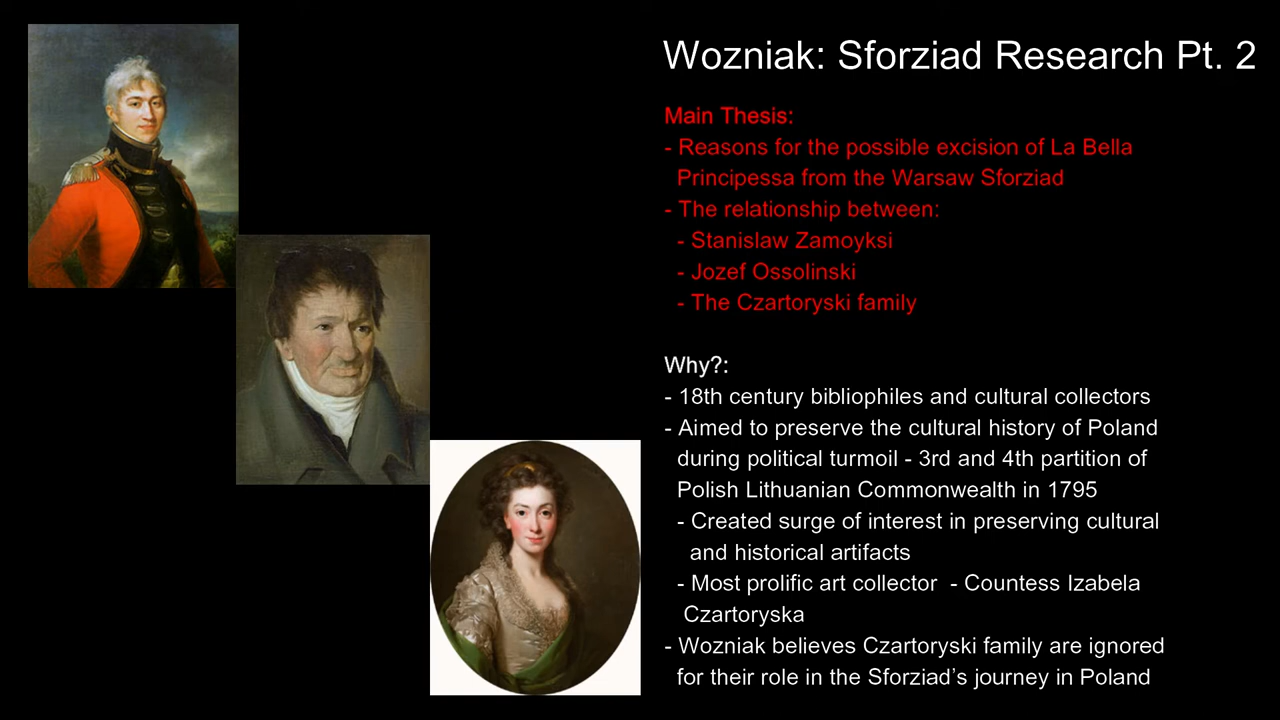 Wozniak: Sforziad Research Pt. 2
Main Thesis:
- Reasons for the possible excision of La Bella
Principessa from the Warsaw Sforziad
- The relationship between:
- Stanislaw Zamoyksi
- Jozef Ossolinski
- The Czartoryski family
Why?:
- 18th century bibliophiles and cultural collectors
- Aimed to preserve the cultural history of Poland
during political turmoil - 3rd and 4th partition of
Polish Lithuanian Commonwealth in 1795
- Created surge of interest in preserving cultural
and historical artifacts
- Most prolific art collector - Countess Izabela
Czartoryska
- Wozniak believes Czartoryski family are ignored
for their role in the Sforziad’s journey in Poland